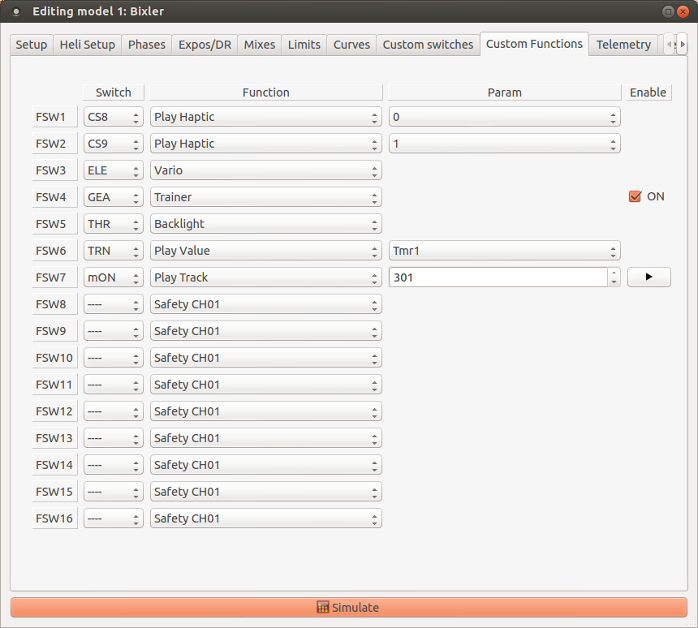 Editing model 1: Bixler
Setup Heli Setup Phases Expos/DR Mixes Limits Curves Custom switches Custom Functions Telemetry
Switch Function Param Enable
FSW1 CS8 Play Haptic 0
FSW2 CS9 Play Haptic 1
FSW3 ELE Vario
FSW4 GEA Trainer ON
FSW5 THR Backlight
FSW6 TRN Play Value Tmr1
FSW7 mON Play Track 301
FSW8 ---- Safety CH01
FSW9 ---- Safety CH01
FSW10 ---- Safety CH01
FSW11 ---- Safety CH01
FSW12 ---- Safety CH01
FSW13 ---- Safety CH01
FSW14 ---- Safety CH01
FSW15 ---- Safety CH01
FSW16 ---- Safety CH01
Simulate